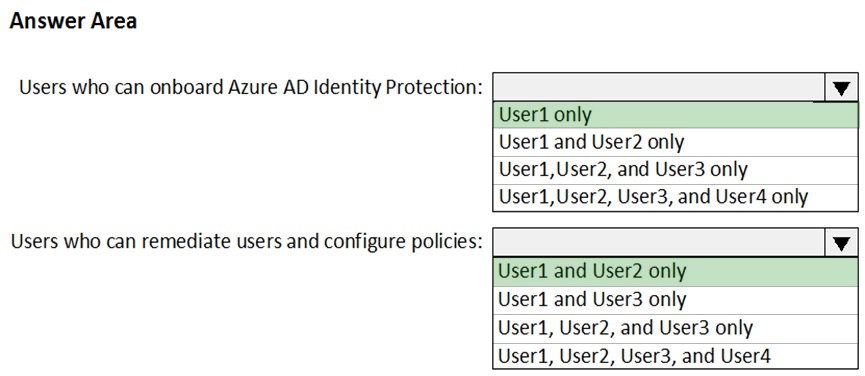 Answer Area
Users who can onboard Azure AD Identity Protection:
User1 only
User1 and User2 only
User1,User2, and User3 only
User1,User2, User3, and User4 only
Users who can remediate users and configure policies:
User1 and User2 only
User1 and User3 only
User1, User2, and User3 only
User1, User2, User3, and User4